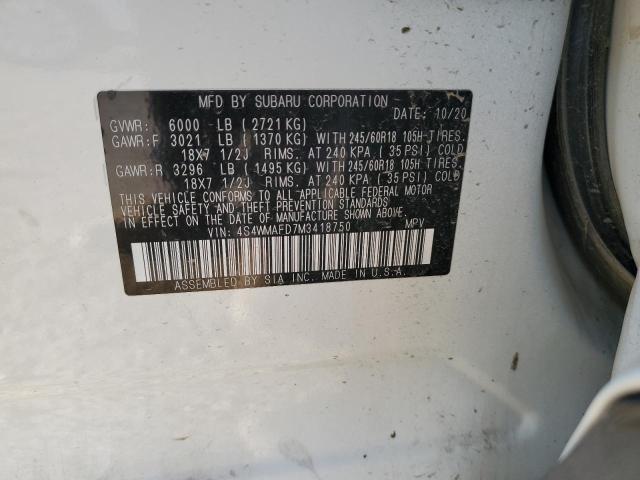 MFD BY SUBARU CORPORATION
DATE: 10/20
GVWR: 6000 LB ( 2721 KG)
GAWR:F 3021 LB ( 1370 KG) WITH 245/60R18 105H TIRES.
18X7 1/2J RIMS. AT 240 KPA. ( 35 PSI) COLD
GAWR:R 3296 LB ( 1495 KG) WITH 245/60R18 105H TIRES.
18X7 1/2J RIMS. AT 240 KPA. ( 35 PSI) COLD
THIS VEHICLE CONFORMS TO ALL APPLICABLE FEDERAL MOTOR
VEHICLE SAFETY AND THEFT PREVENTION STANDARDS
IN EFFECT ON THE DATE OF MANUFACTURE SHOWN ABOVE.
VIN: 4S4WMAFD7M3418750 MPV
ASSEMBLED BY SIA INC. MADE IN U.S.A.